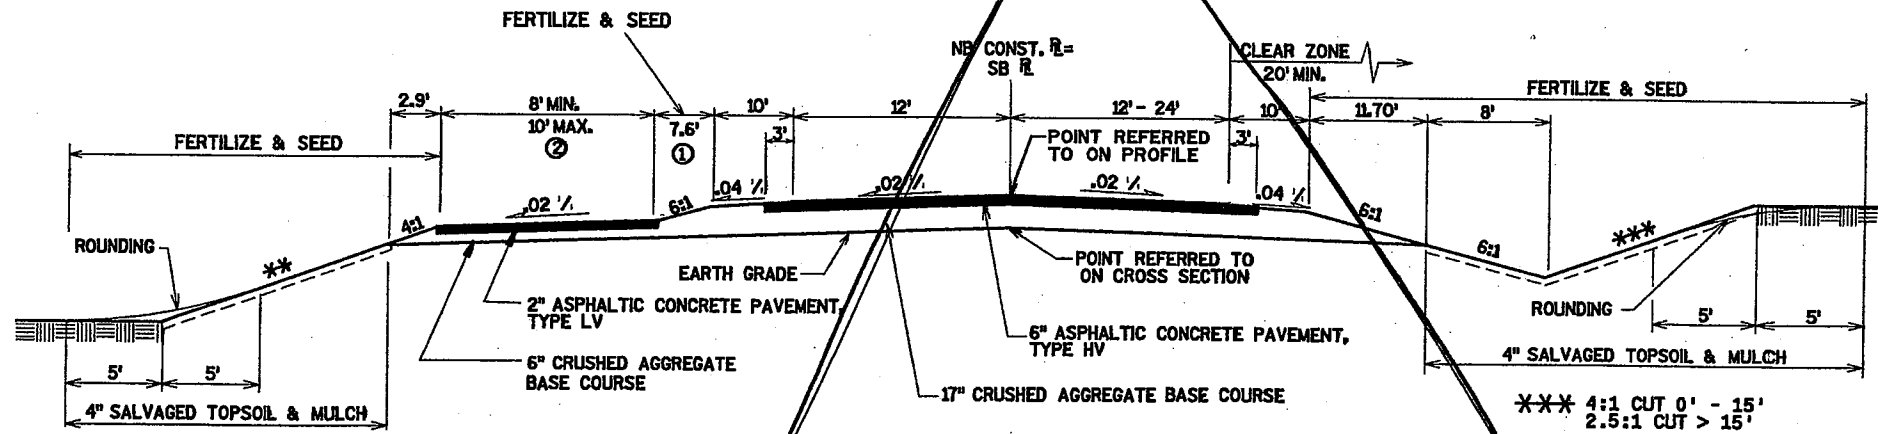 FERTILIZE & SEED
NB CONST. RL=
SB RL
CLEAR ZONE
20' MIN.
FERTILIZE & SEED
2.9'
8' MIN.
10' MAX.
②
7.6'
①
10'
3'
12'
12' - 24'
10'
3'
11.70'
8'
FERTILIZE & SEED
POINT REFERRED
TO ON PROFILE
.04 '/'
.02 '/'
.02 '/'
.04 '/'
4:1
.02 '/'
6:1
6:1
6:1
***
ROUNDING
**
EARTH GRADE
POINT REFERRED TO
ON CROSS SECTION
2" ASPHALTIC CONCRETE PAVEMENT,
TYPE LV
6" ASPHALTIC CONCRETE PAVEMENT,
TYPE HV
ROUNDING
5'
5'
6" CRUSHED AGGREGATE
BASE COURSE
17" CRUSHED AGGREGATE BASE COURSE
4" SALVAGED TOPSOIL & MULCH
5'
5'
4" SALVAGED TOPSOIL & MULCH
*** 4:1 CUT 0' - 15'
2.5:1 CUT > 15'